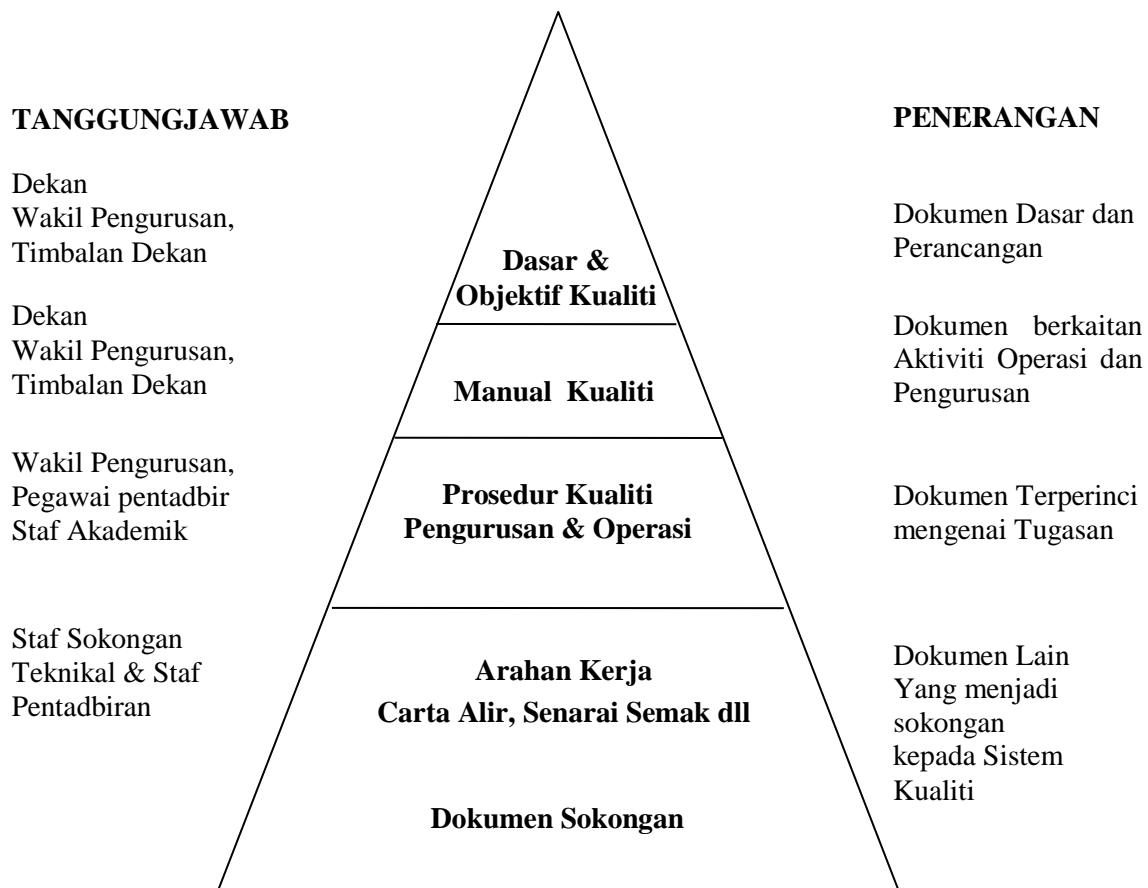 TANGGUNGJAWAB
Dekan
Wakil Pengurusan,
Timbalan Dekan
Dekan
Wakil Pengurusan,
Timbalan Dekan
Wakil Pengurusan,
Pegawai pentadbir
Staf Akademik
Staf Sokongan
Teknikal & Staf
Pentadbiran
Dasar &
Objektif Kualiti
Manual Kualiti
Prosedur Kualiti
Pengurusan & Operasi
Arahan Kerja
Carta Alir, Senarai Semak dll
Dokumen Sokongan
PENERANGAN
Dokumen Dasar dan
Perancangan
Dokumen berkaitan
Aktiviti Operasi dan
Pengurusan
Dokumen Terperinci
mengenai Tugasan
Dokumen Lain
Yang menjadi
sokongan
kepada Sistem
Kualiti